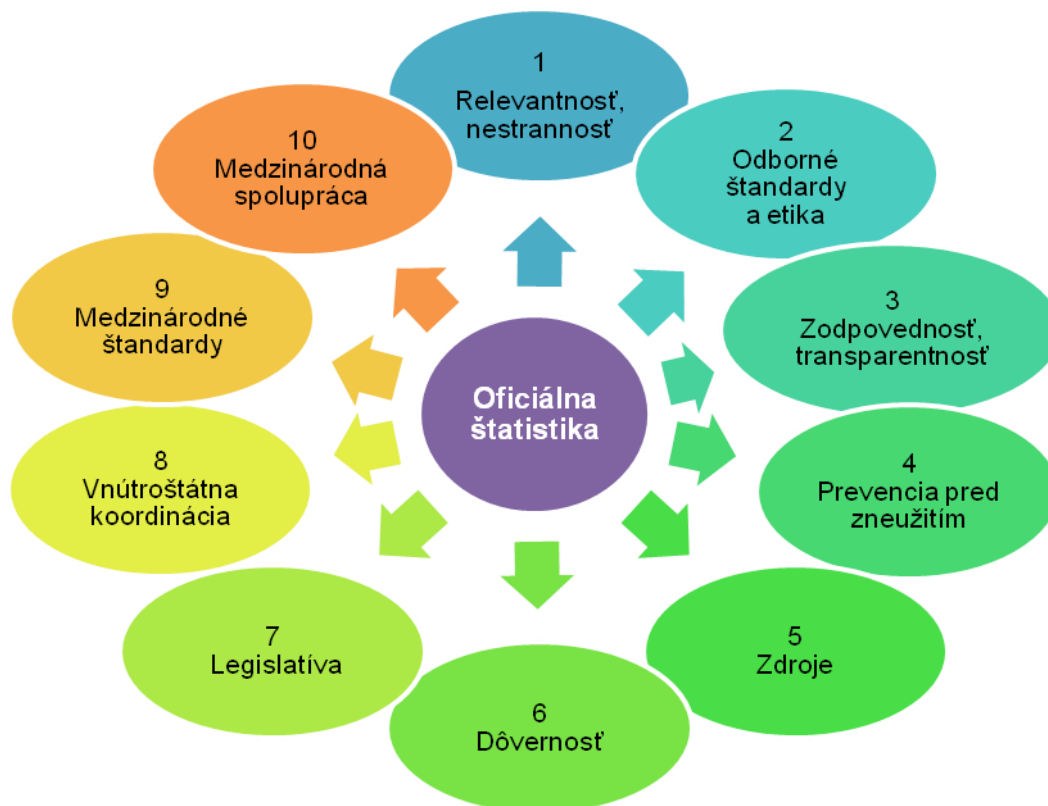 1
Relevantnosť,
nestrannosť
2
Odborné
štandardy
a etika
3
Zodpovednosť,
transparentnosť
4
Prevencia pred
zneužitím
5
Zdroje
6
Dôvernosť
7
Legislatíva
8
Vnútroštátna
koordinácia
9
Medzinárodné
štandardy
10
Medzinárodná
spolupráca
Oficiálna
štatistika